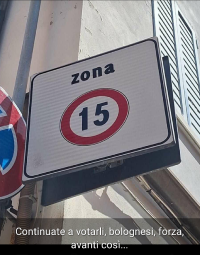 zona
15
Continuate a votarli, bolognesi, forza,
avanti così...